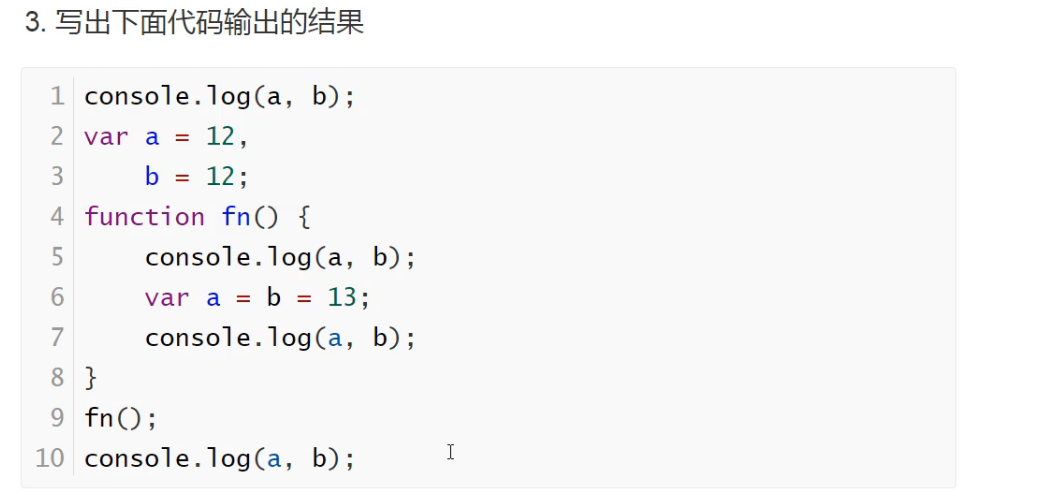 3. 写出下面代码输出的结果
1 console.log(a, b);
2 var a = 12,
3     b = 12;
4 function fn() {
5     console.log(a, b);
6     var a = b = 13;
7     console.log(a, b);
8 }
9 fn();
10 console.log(a, b);